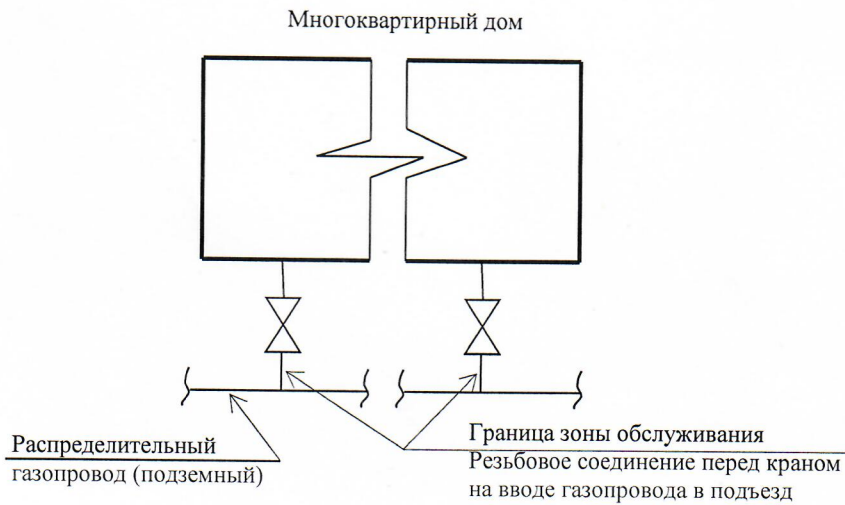 Многоквартирный дом
Распределительный
газопровод (подземный)
Граница зоны обслуживания
Резьбовое соединение перед краном
на вводе газопровода в подъезд